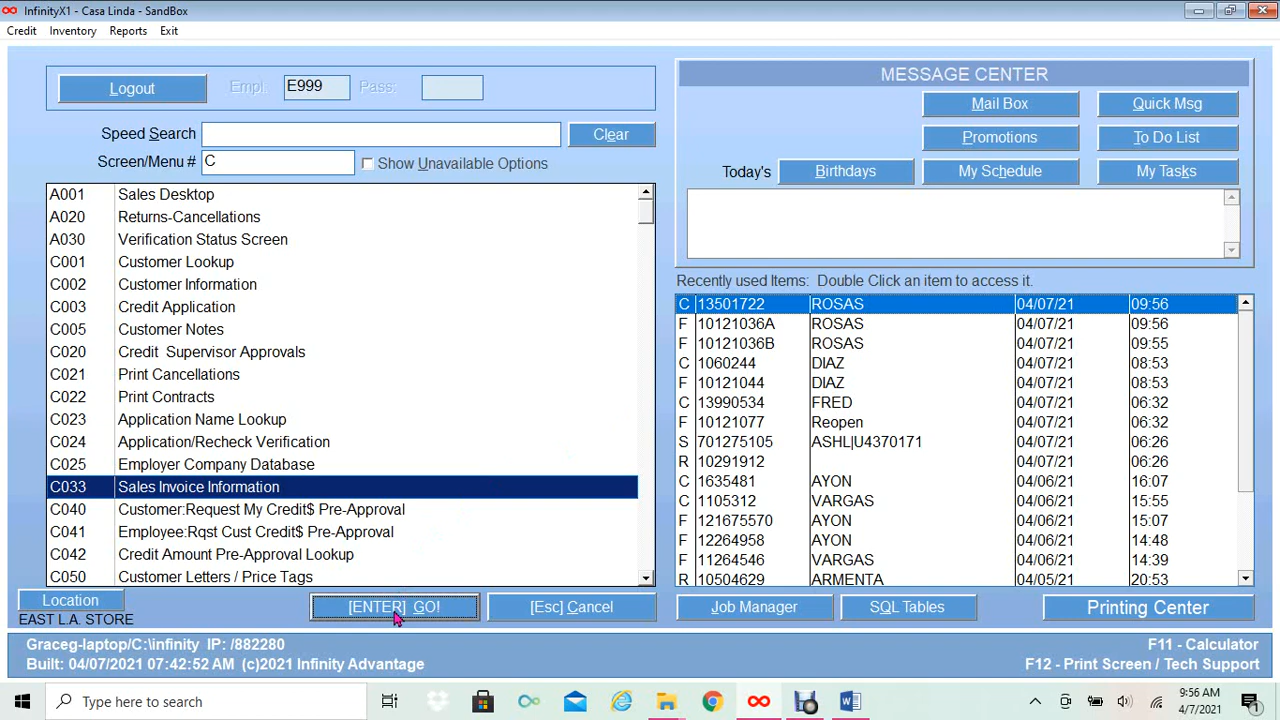 InfinityX1 - Casa Linda - SandBox
Credit Inventory Reports Exit
Logout Empl: E999 Pass:
Speed Search Clear
Screen/Menu # C Show Unavailable Options
A001 Sales Desktop
A020 Returns-Cancellations
A030 Verification Status Screen
C001 Customer Lookup
C002 Customer Information
C003 Credit Application
C005 Customer Notes
C020 Credit Supervisor Approvals
C021 Print Cancellations
C022 Print Contracts
C023 Application Name Lookup
C024 Application/Recheck Verification
C025 Employer Company Database
C033 Sales Invoice Information
C040 Customer:Request My Credit$ Pre-Approval
C041 Employee:Rqst Cust Credit$ Pre-Approval
C042 Credit Amount Pre-Approval Lookup
C050 Customer Letters / Price Tags
Location [ENTER] GO! [Esc] Cancel
EAST L.A. STORE
MESSAGE CENTER
Mail Box Quick Msg
Promotions To Do List
Today's Birthdays My Schedule My Tasks
Recently used Items: Double Click an item to access it.
C 13501722 ROSAS 04/07/21 09:56
F 10121036A ROSAS 04/07/21 09:56
F 10121036B ROSAS 04/07/21 09:55
C 1060244 DIAZ 04/07/21 08:53
F 10121044 DIAZ 04/07/21 08:53
C 13990534 FRED 04/07/21 06:32
F 10121077 Reopen 04/07/21 06:32
S 701275105 ASHL|U4370171 04/07/21 06:26
R 10291912 04/07/21 06:26
C 1635481 AYON 04/06/21 16:07
C 1105312 VARGAS 04/06/21 15:55
F 121675570 AYON 04/06/21 15:07
F 12264958 AYON 04/06/21 14:48
F 11264546 VARGAS 04/06/21 14:39
R 10504629 ARMENTA 04/05/21 20:53
Job Manager SQL Tables Printing Center
Graceg-laptop/C:\infinity IP: /882280 F11 - Calculator
Built: 04/07/2021 07:42:52 AM (c)2021 Infinity Advantage F12 - Print Screen / Tech Support
Type here to search
9:56 AM
4/7/2021
1